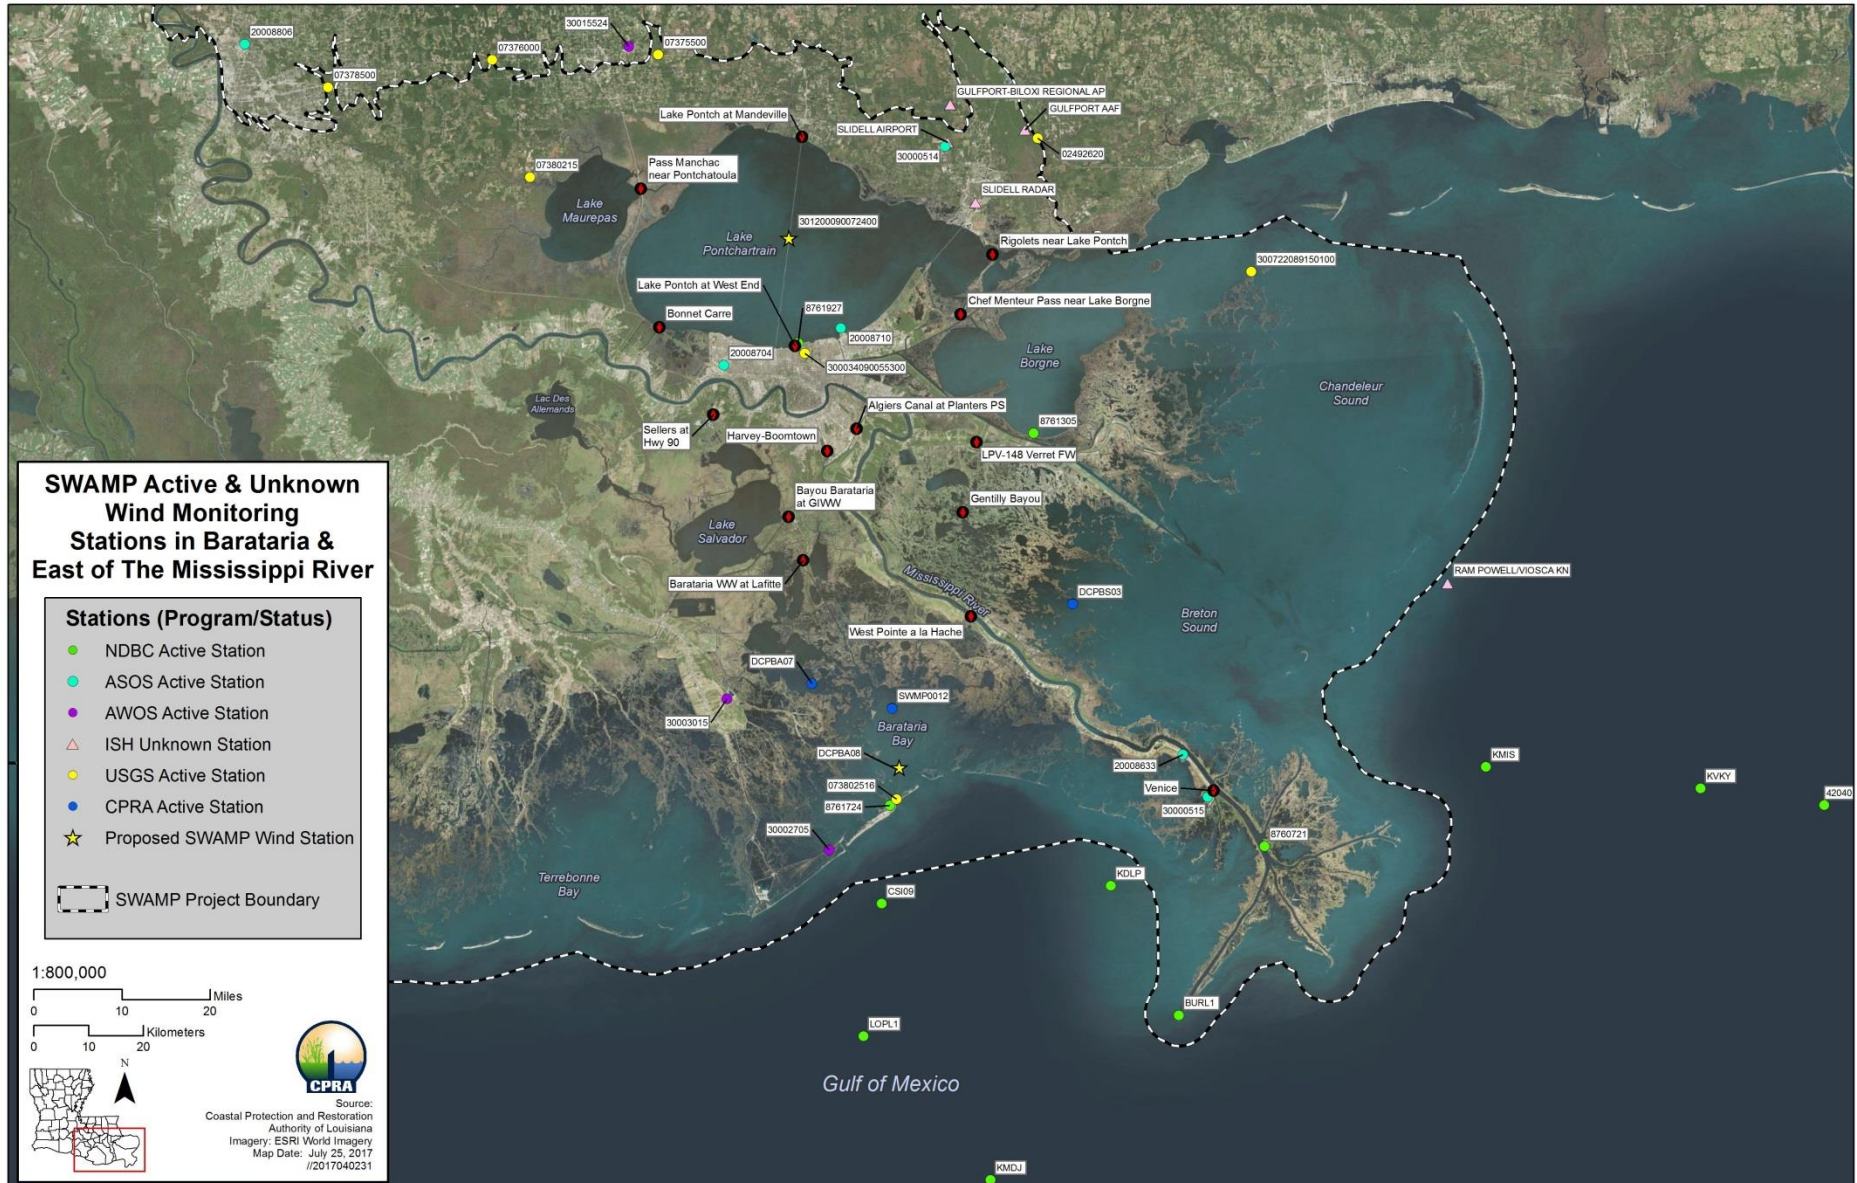 20008806
30015524
07376000
07375500
07378500
GULFPORT-BILOXI REGIONAL AP
GULFPORT AAF
Lake Pontch at Mandeville
SLIDELL AIRPORT
30000514
02492620
07380215
Pass Manchac
near Pontchatoula
SLIDELL RADAR
Lake
Maurepas
301200090072400
Lake
Pontchartrain
Rigolets near Lake Pontch
300722089150100
Lake Pontch at West End
Chef Menteur Pass near Lake Borgne
Bonnet Carre
8761927
20008710
20008704
300034090055300
Lake
Borgne
Chandeleur
Sound
Lac Des
Allemands
Algiers Canal at Planters PS
8761305
Sellers at
Hwy 90
Harvey-Boomtown
LPV-148 Verret FW
Bayou Barataria
at GIWW
Gentilly Bayou
Lake
Salvador
Barataria WW at Lafitte
Mississippi River
RAM POWELL/VIOSCA KN
DCPBS03
Breton
Sound
West Pointe a la Hache
DCPBA07
SWMP0012
30003015
Barataria
Bay
DCPBA08
20008633
KMIS
KVKY
42040
Venice
073802516
8761724
30000515
30002705
8760721
Terrebonne
Bay
KDLP
CSI09
BURL1
LOPL1
Gulf of Mexico
KMDJ
SWAMP Active & Unknown
Wind Monitoring
Stations in Barataria &
East of The Mississippi River
Stations (Program/Status)
NDBC Active Station
ASOS Active Station
AWOS Active Station
ISH Unknown Station
USGS Active Station
CPRA Active Station
Proposed SWAMP Wind Station
SWAMP Project Boundary
1:800,000
Miles
0 10 20
Kilometers
0 10 20
N
CPRA
Source:
Coastal Protection and Restoration
Authority of Louisiana
Imagery: ESRI World Imagery
Map Date: July 25, 2017
//2017040231